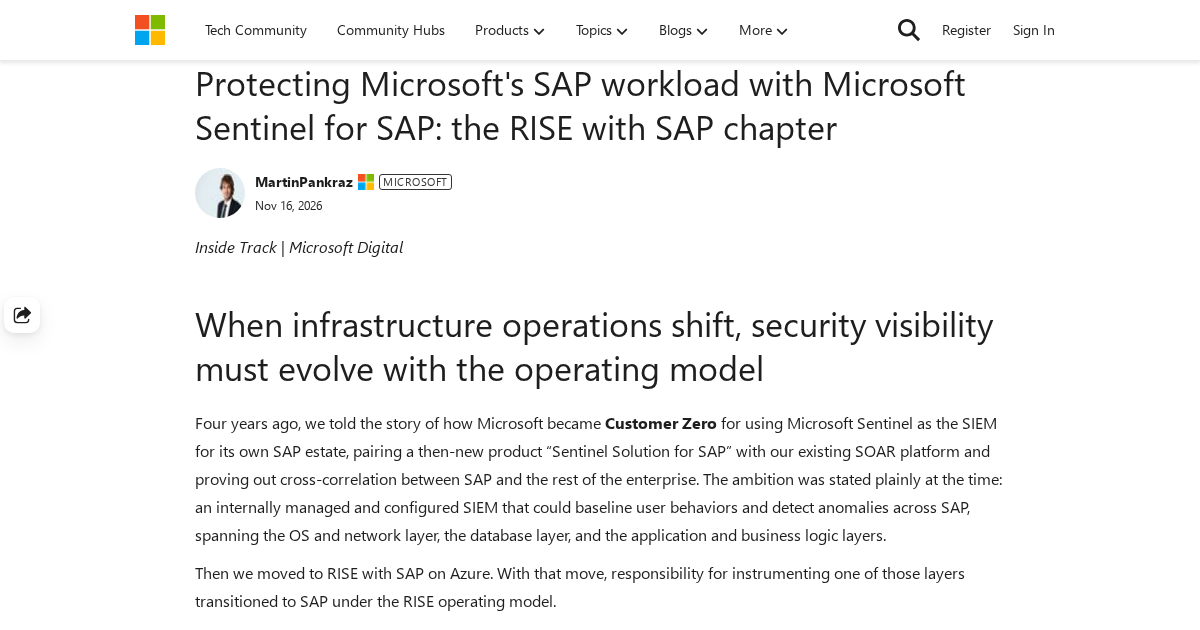 Tech Community
Community Hubs
Products
Topics
Blogs
More
Register
Sign In
Protecting Microsoft's SAP workload with Microsoft
Sentinel for SAP: the RISE with SAP chapter
MartinPankraz
MICROSOFT
Nov 16, 2026
Inside Track | Microsoft Digital
When infrastructure operations shift, security visibility
must evolve with the operating model
Four years ago, we told the story of how Microsoft became Customer Zero for using Microsoft Sentinel as the SIEM
for its own SAP estate, pairing a then-new product “Sentinel Solution for SAP” with our existing SOAR platform and
proving out cross-correlation between SAP and the rest of the enterprise. The ambition was stated plainly at the time:
an internally managed and configured SIEM that could baseline user behaviors and detect anomalies across SAP,
spanning the OS and network layer, the database layer, and the application and business logic layers.
Then we moved to RISE with SAP on Azure. With that move, responsibility for instrumenting one of those layers
transitioned to SAP under the RISE operating model.